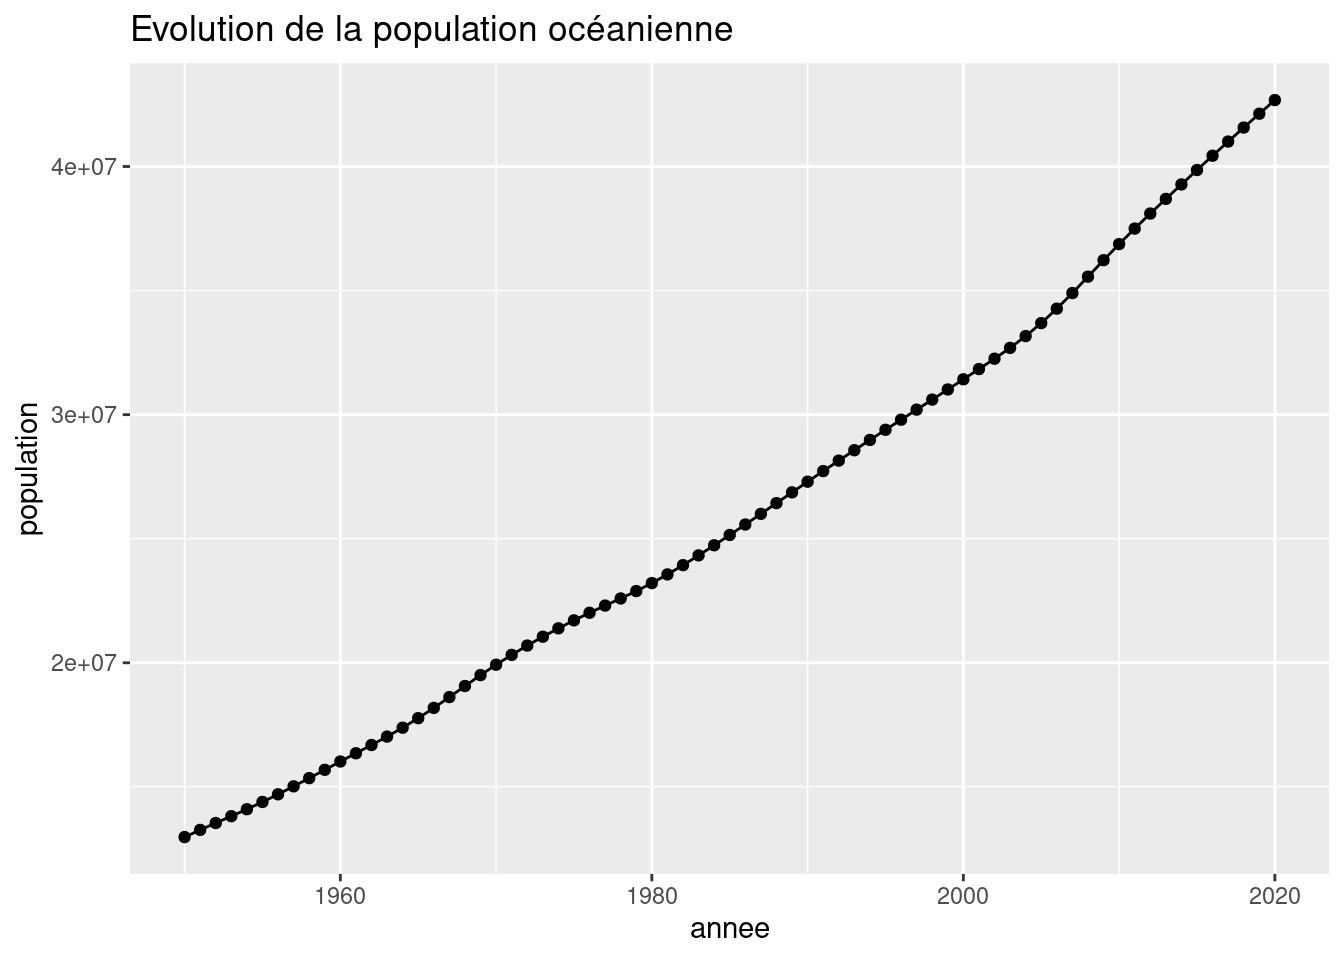 Evolution de la population océanienne
4e+07
3e+07
2e+07
population
1960
1980
2000
2020
annee